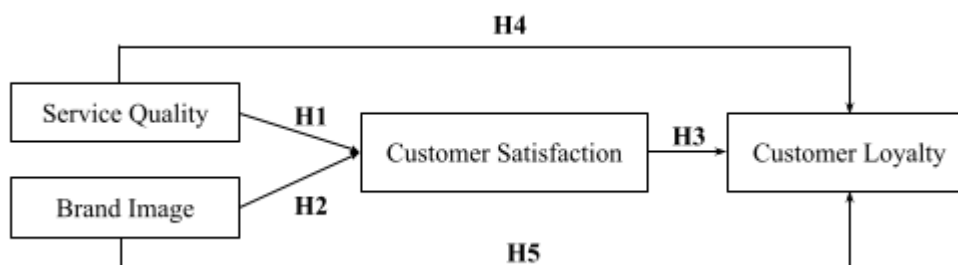 H4
Service Quality
H1
Customer Satisfaction
H3
Customer Loyalty
Brand Image
H2
H5